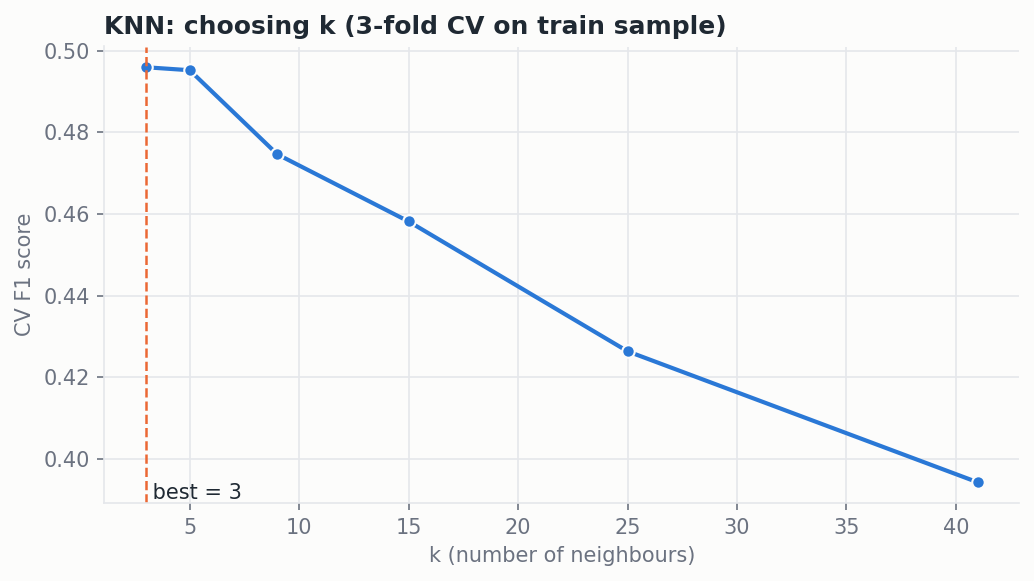 KNN: choosing k (3-fold CV on train sample)
0.50
0.48
0.46
0.44
0.42
0.40
CV F1 score
best = 3
5 10 15 20 25 30 35 40
k (number of neighbours)